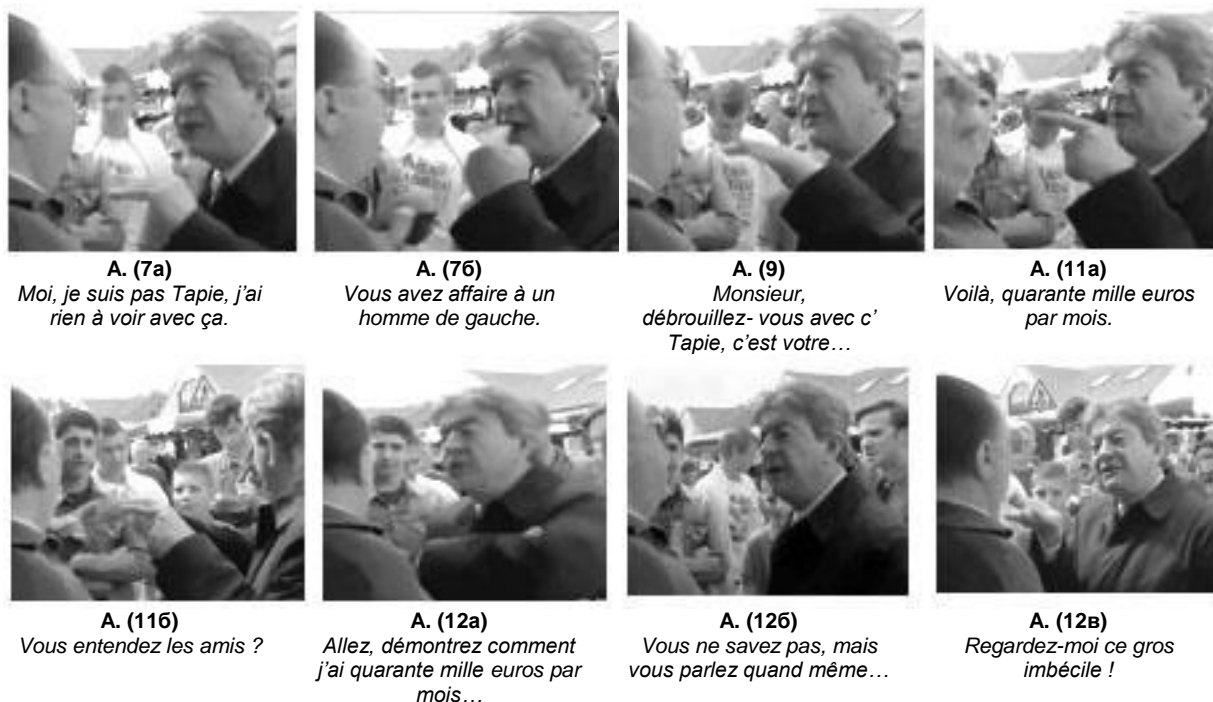 A. (7а)
Moi, je suis pas Tapie, j'ai
rien à voir avec ça.
A. (7б)
Vous avez affaire à un
homme de gauche.
A. (9)
Monsieur,
débrouillez- vous avec c'
Tapie, c'est votre…
A. (11а)
Voilà, quarante mille euros
par mois.
A. (11б)
Vous entendez les amis ?
A. (12а)
Allez, démontrez comment
j'ai quarante mille euros par
mois…
A. (12б)
Vous ne savez pas, mais
vous parlez quand même…
A. (12в)
Regardez-moi ce gros
imbécile !